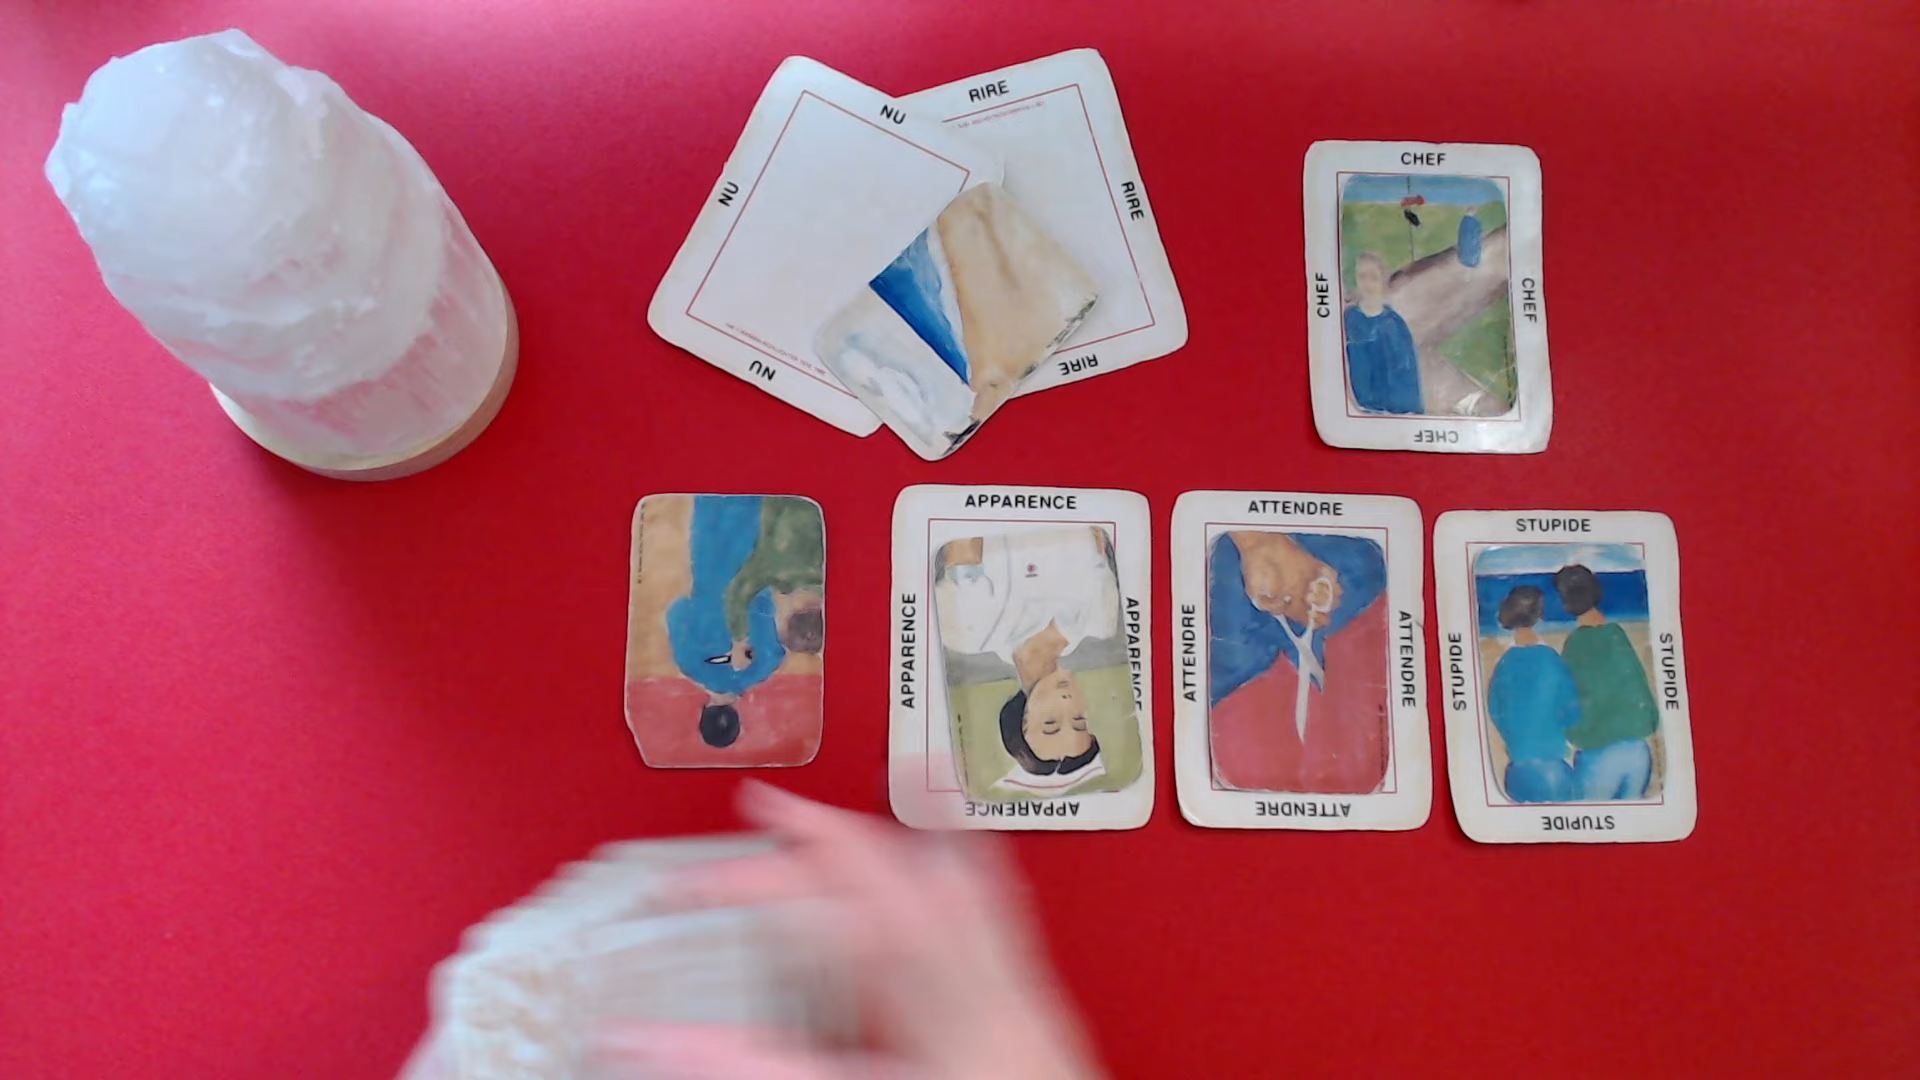 NU
NU
NU
RIRE
RIRE
RIRE
CHEF
CHEF
CHEF
CHEF
APPARENCE
APPARENCE
APPARENCE
APPARENCE
ATTENDRE
ATTENDRE
ATTENDRE
ATTENDRE
STUPIDE
STUPIDE
STUPIDE
STUPIDE